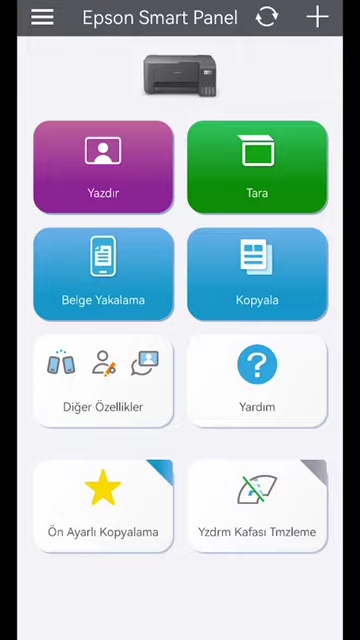 Epson Smart Panel
Yazdır
Tara
Belge Yakalama
Kopyala
Diğer Özellikler
?
Yardım
Ön Ayarlı Kopyalama
Yzdrm Kafası Tmzleme